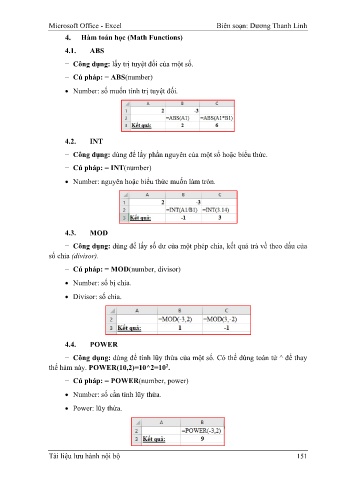 Microsoft Office - Excel Biên soạn: Dương Thanh Linh
4. Hàm toán học (Math Functions)
4.1. ABS
− Công dụng: lấy trị tuyệt đối của một số.
− Cú pháp: = ABS(number)
• Number: số muốn tính trị tuyệt đối.
A B C
1 2 -3
2 =ABS(A1) =ABS(A1*B1)
3 Kết quả: 2 6
4.2. INT
− Công dụng: dùng để lấy phần nguyên của một số hoặc biểu thức.
− Cú pháp: = INT(number)
• Number: nguyên hoặc biểu thức muốn làm tròn.
A B C
1 2 -3
2 =INT(A1/B1) =INT(3.14)
3 Kết quả: -1 3
4.3. MOD
− Công dụng: dùng để lấy số dư của một phép chia, kết quả trả về theo dấu của
số chia (divisor).
− Cú pháp: = MOD(number, divisor)
• Number: số bị chia.
• Divisor: số chia.
A B C
2 =MOD(-3,2) =MOD(3,-2)
3 Kết quả: 1 -1
4.4. POWER
− Công dụng: dùng để tính lũy thừa của một số. Có thể dùng toán tử ^ để thay
thế hàm này. POWER(10,2)=10^2=10².
− Cú pháp: = POWER(number, power)
• Number: số cần tính lũy thừa.
• Power: lũy thừa.
A B
2 =POWER(-3,2)
3 Kết quả: 9
Tài liệu lưu hành nội bộ 151